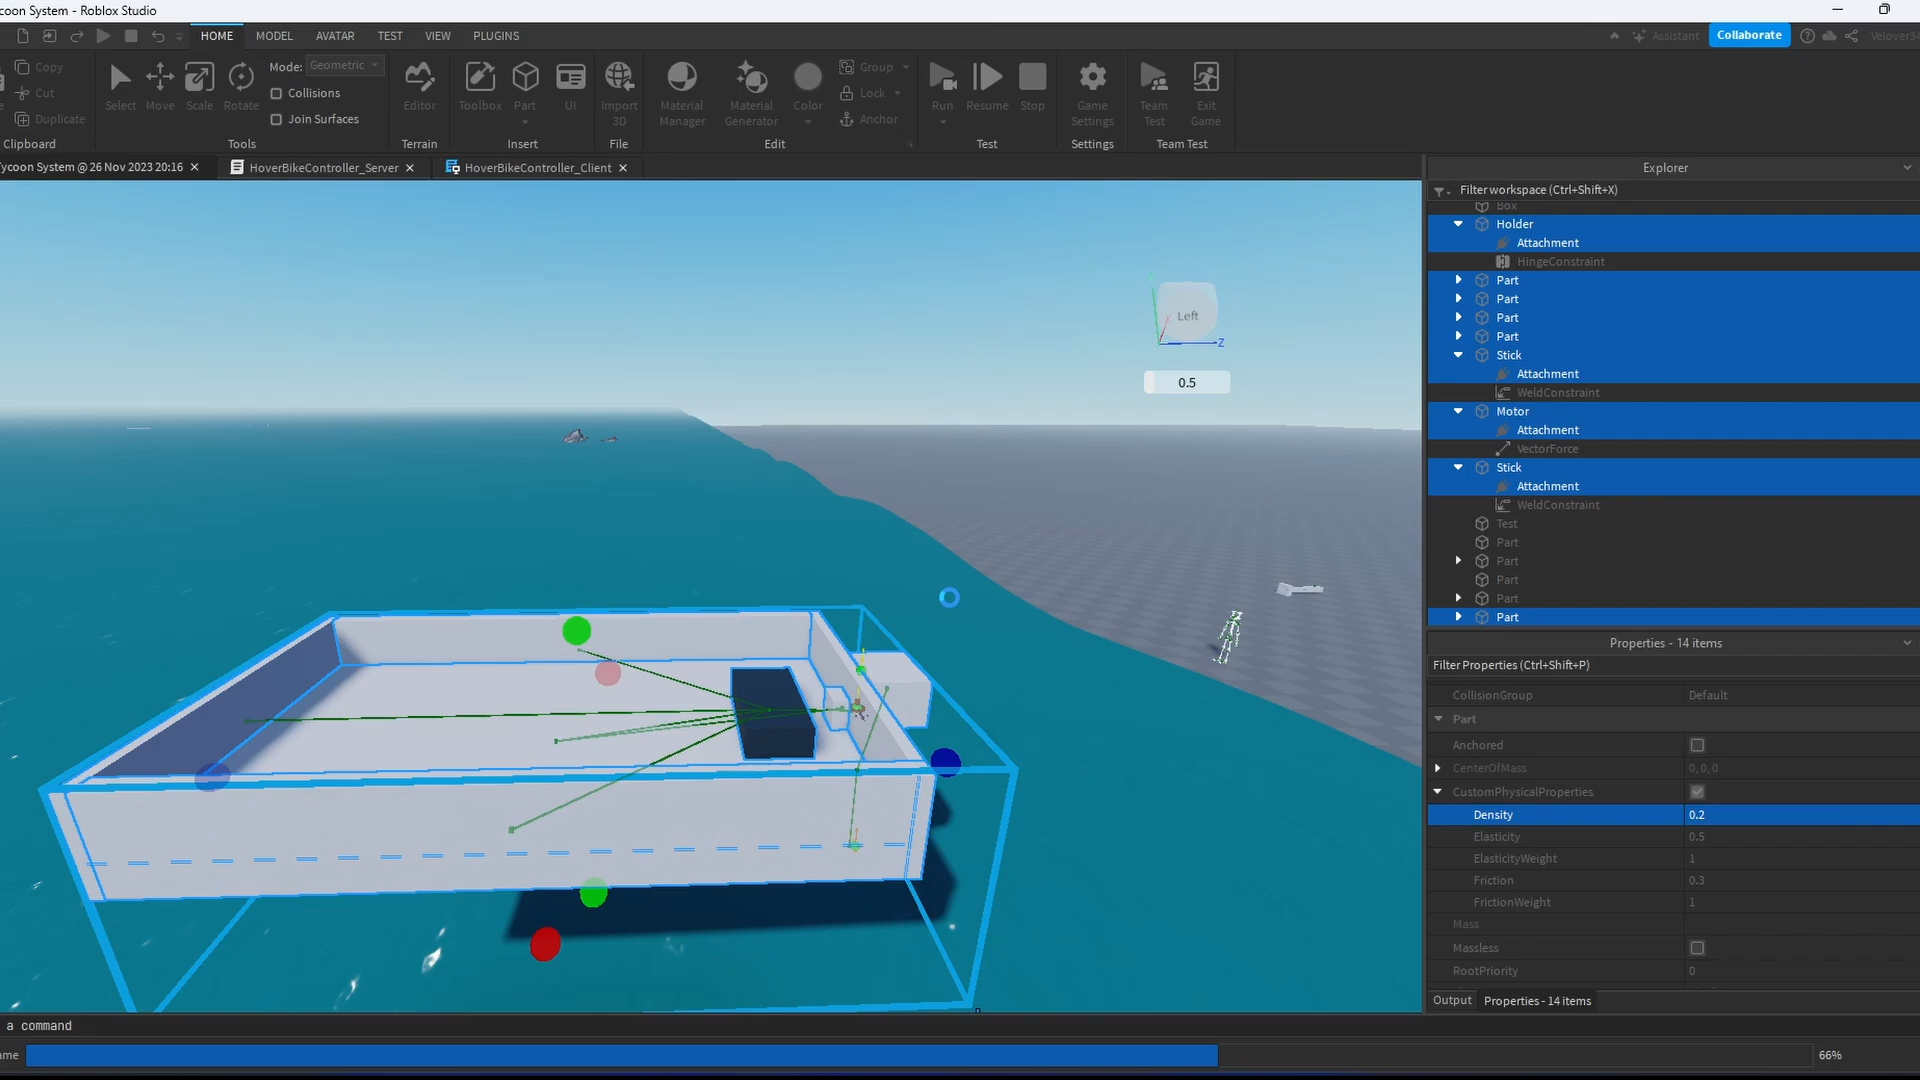 coon System - Roblox Studio
HOME MODEL AVATAR TEST VIEW PLUGINS
Assistant Collaborate Velover34
Copy
Cut
Duplicate
Clipboard
Select Move Scale Rotate
Mode: Geometric
Collisions
Join Surfaces
Tools
Editor
Terrain
Toolbox Part UI
Insert
Import 3D
File
Material Manager
Material Generator
Color
Group
Lock
Anchor
Edit
Run Resume Stop
Test
Game Settings
Settings
Team Test
Exit Game
Team Test
ycoon System @ 26 Nov 2023 20:16
HoverBikeController_Server
HoverBikeController_Client
Left
Z
0.5
Explorer
Filter workspace (Ctrl+Shift+X)
Box
Holder
Attachment
HingeConstraint
Part
Part
Part
Part
Stick
Attachment
WeldConstraint
Motor
Attachment
VectorForce
Stick
Attachment
WeldConstraint
Test
Part
Part
Part
Part
Part
Properties - 14 items
Filter Properties (Ctrl+Shift+P)
CollisionGroup Default
Part
Anchored
CenterOfMass 0,0,0
CustomPhysicalProperties
Density 0.2
Elasticity 0.5
ElasticityWeight 1
Friction 0.3
FrictionWeight 1
Mass
Massless
RootPriority 0
Output Properties - 14 items
a command
ame 66%